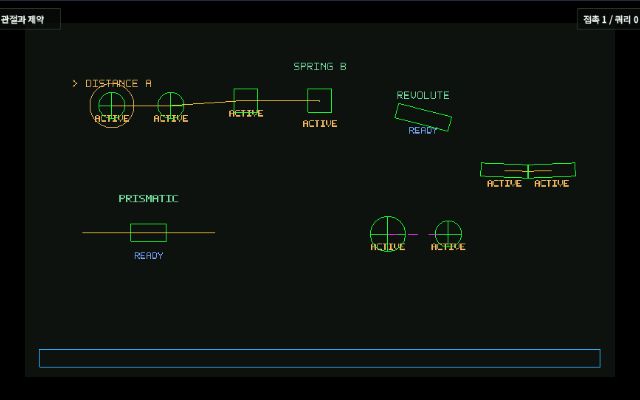 관절과 제약
접촉 1 / 쿼리 0
SPRING B
> DISTANCE A
REVOLUTE
ACTIVE
ACTIVE
ACTIVE
ACTIVE
READY
ACTIVE
ACTIVE
PRISMATIC
READY
ACTIVE
ACTIVE